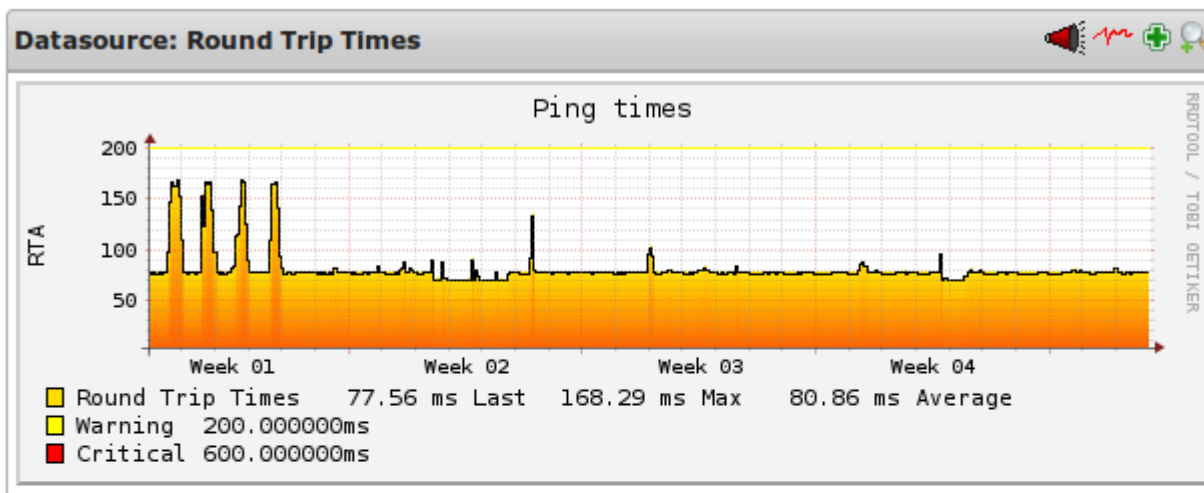 Datasource: Round Trip Times
Ping times
RRDTOOL / TOBI OETIKER
200
150
100
50
RTA
Week 01 Week 02 Week 03 Week 04
Round Trip Times 77.56 ms Last 168.29 ms Max 80.86 ms Average
Warning 200.000000ms
Critical 600.000000ms